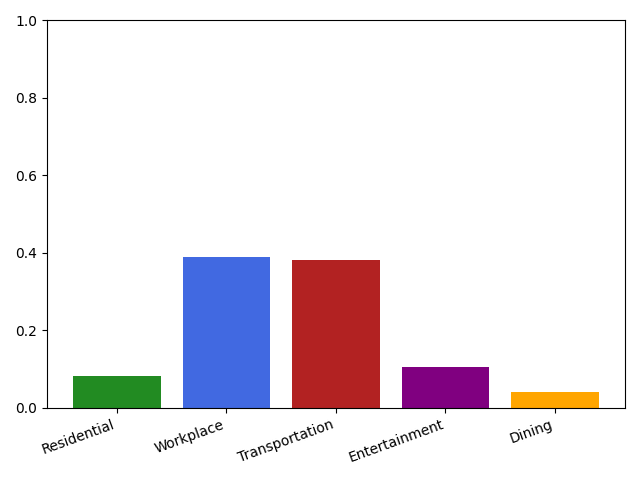 1.0
0.8
0.6
0.4
0.2
0.0
Residential
Workplace
Transportation
Entertainment
Dining